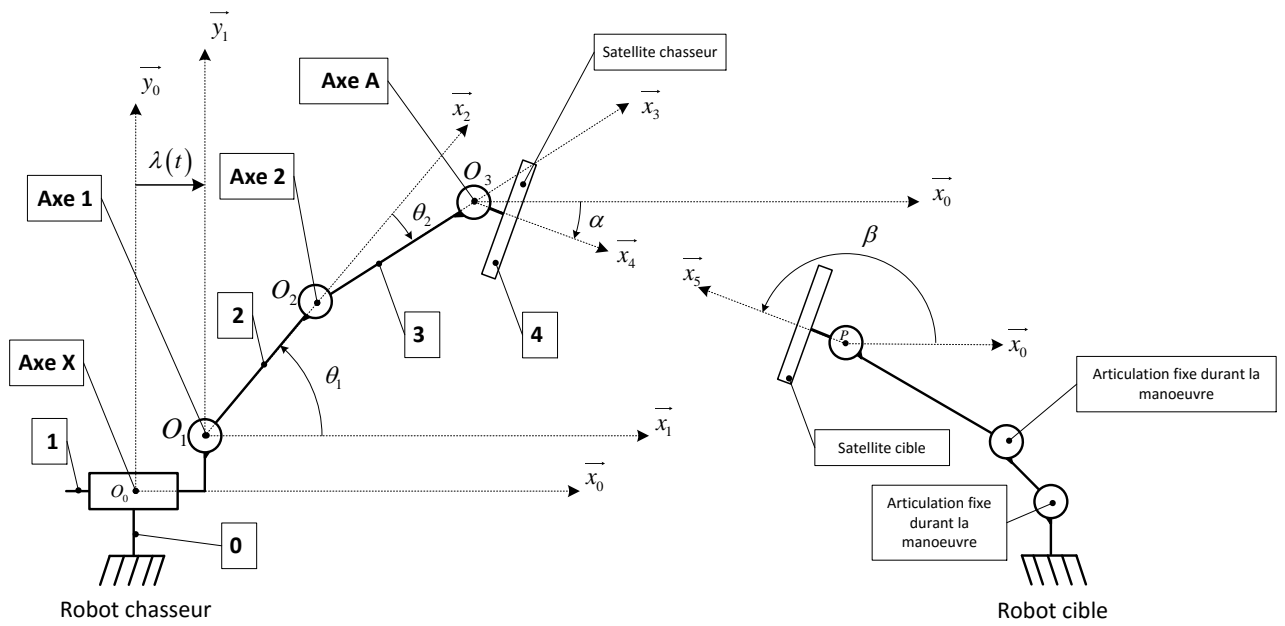 y₁
y₀
Satellite chasseur
Axe A
x₂
x₃
λ(t)
Axe 2
O₃
x₀
Axe 1
θ₂
α
x₄
β
x₅
O₂
2
3
4
P
x₀
Axe X
θ₁
Articulation fixe durant la
manoeuvre
O₁
x₁
1
Satellite cible
O₀
x₀
Articulation fixe
durant la
manoeuvre
0
Robot chasseur
Robot cible